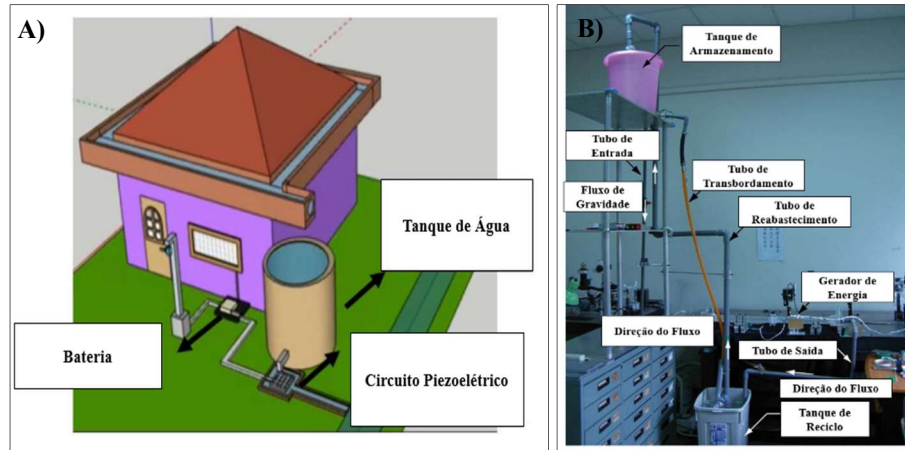 A)
Tanque de Água
Bateria
Circuito Piezoelétrico
B)
Tanque de
Armazenamento
Tubo de
Entrada
Tubo de
Transbordamento
Fluxo de
Gravidade
Tubo de
Reabastecimento
Gerador de
Energia
Direção do Fluxo
Tubo de Saída
Direção do Fluxo
Tanque de
Reciclo